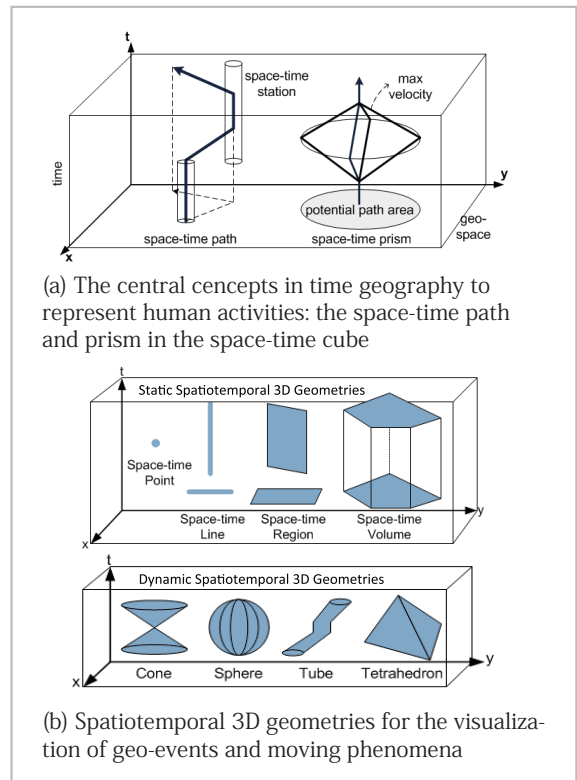 t
space-time
station
max
velocity
time
y
potential path area
geo-
space
x
space-time path
space-time prism
(a) The central cencepts in time geography to
represent human activities: the space-time path
and prism in the space-time cube
t
Static Spatiotemporal 3D Geometries
Space-time
Point
Space-time
Line
Space-time
Region
Space-time
Volume
y
x
t
Dynamic Spatiotemporal 3D Geometries
y
x
Cone Sphere Tube Tetrahedron
(b) Spatiotemporal 3D geometries for the visualiza-
tion of geo-events and moving phenomena